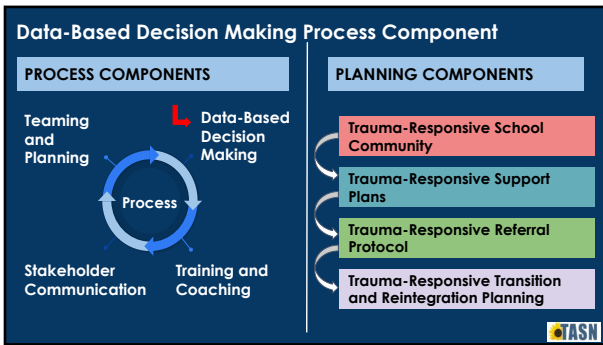 Data-Based Decision Making Process Component
PROCESS COMPONENTS
Teaming
and
Planning
Data-Based
Decision
Making
Process
Stakeholder
Communication
Training and
Coaching
PLANNING COMPONENTS
Trauma-Responsive School
Community
Trauma-Responsive Support
Plans
Trauma-Responsive Referral
Protocol
Trauma-Responsive Transition
and Reintegration Planning
TASN